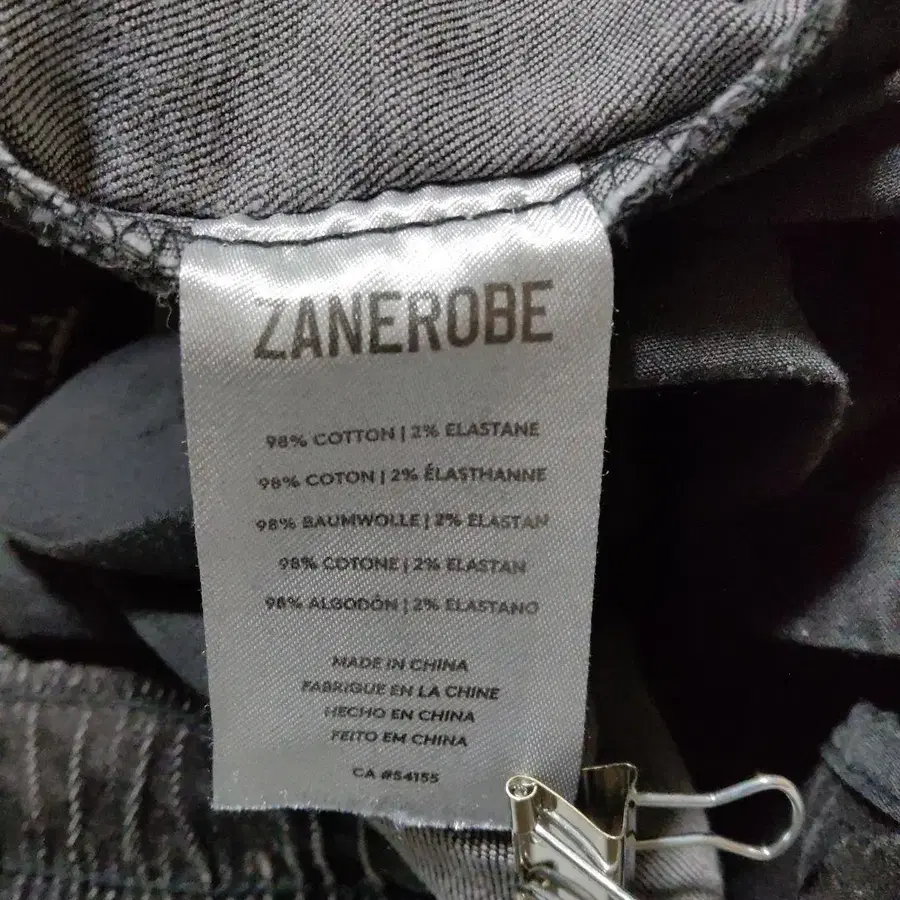 ZANEROBE
98% COTTON | 2% ELASTANE
98% COTON | 2% ÉLASTHANNE
98% BAUMWOLLE | 2% ELASTAN
98% COTONE | 2% ELASTAN
98% ALGODÓN | 2% ELASTANO
MADE IN CHINA
FABRIGUE EN LA CHINE
HECHO EN CHINA
FEITO EM CHINA
CA #54155